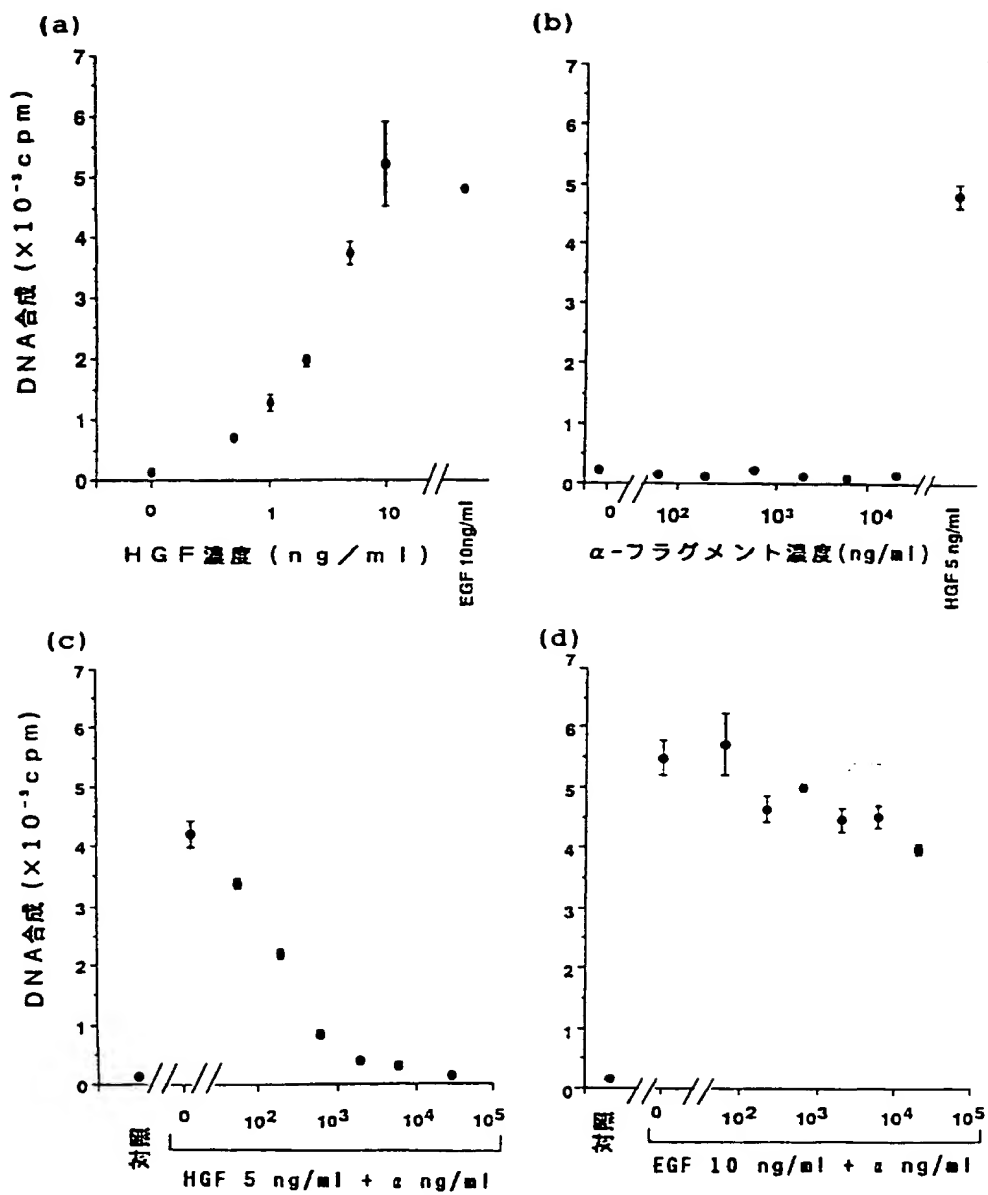 (a)
7
6
5
4
3
2
1
0
DNA合成 (×10⁻³cpm)
0 1 10
EGF 10ng/ml
HGF濃度 (ng/ml)
(b)
7
6
5
4
3
2
1
0
0 10² 10³ 10⁴
HGF 5 ng/ml
α-フラグメント濃度(ng/ml)
(c)
7
6
5
4
3
2
1
0
DNA合成 (×10⁻³cpm)
対照
0 10² 10³ 10⁴ 10⁵
HGF 5 ng/ml + α ng/ml
(d)
7
6
5
4
3
2
1
0
対照
0 10² 10³ 10⁴ 10⁵
EGF 10 ng/ml + α ng/ml